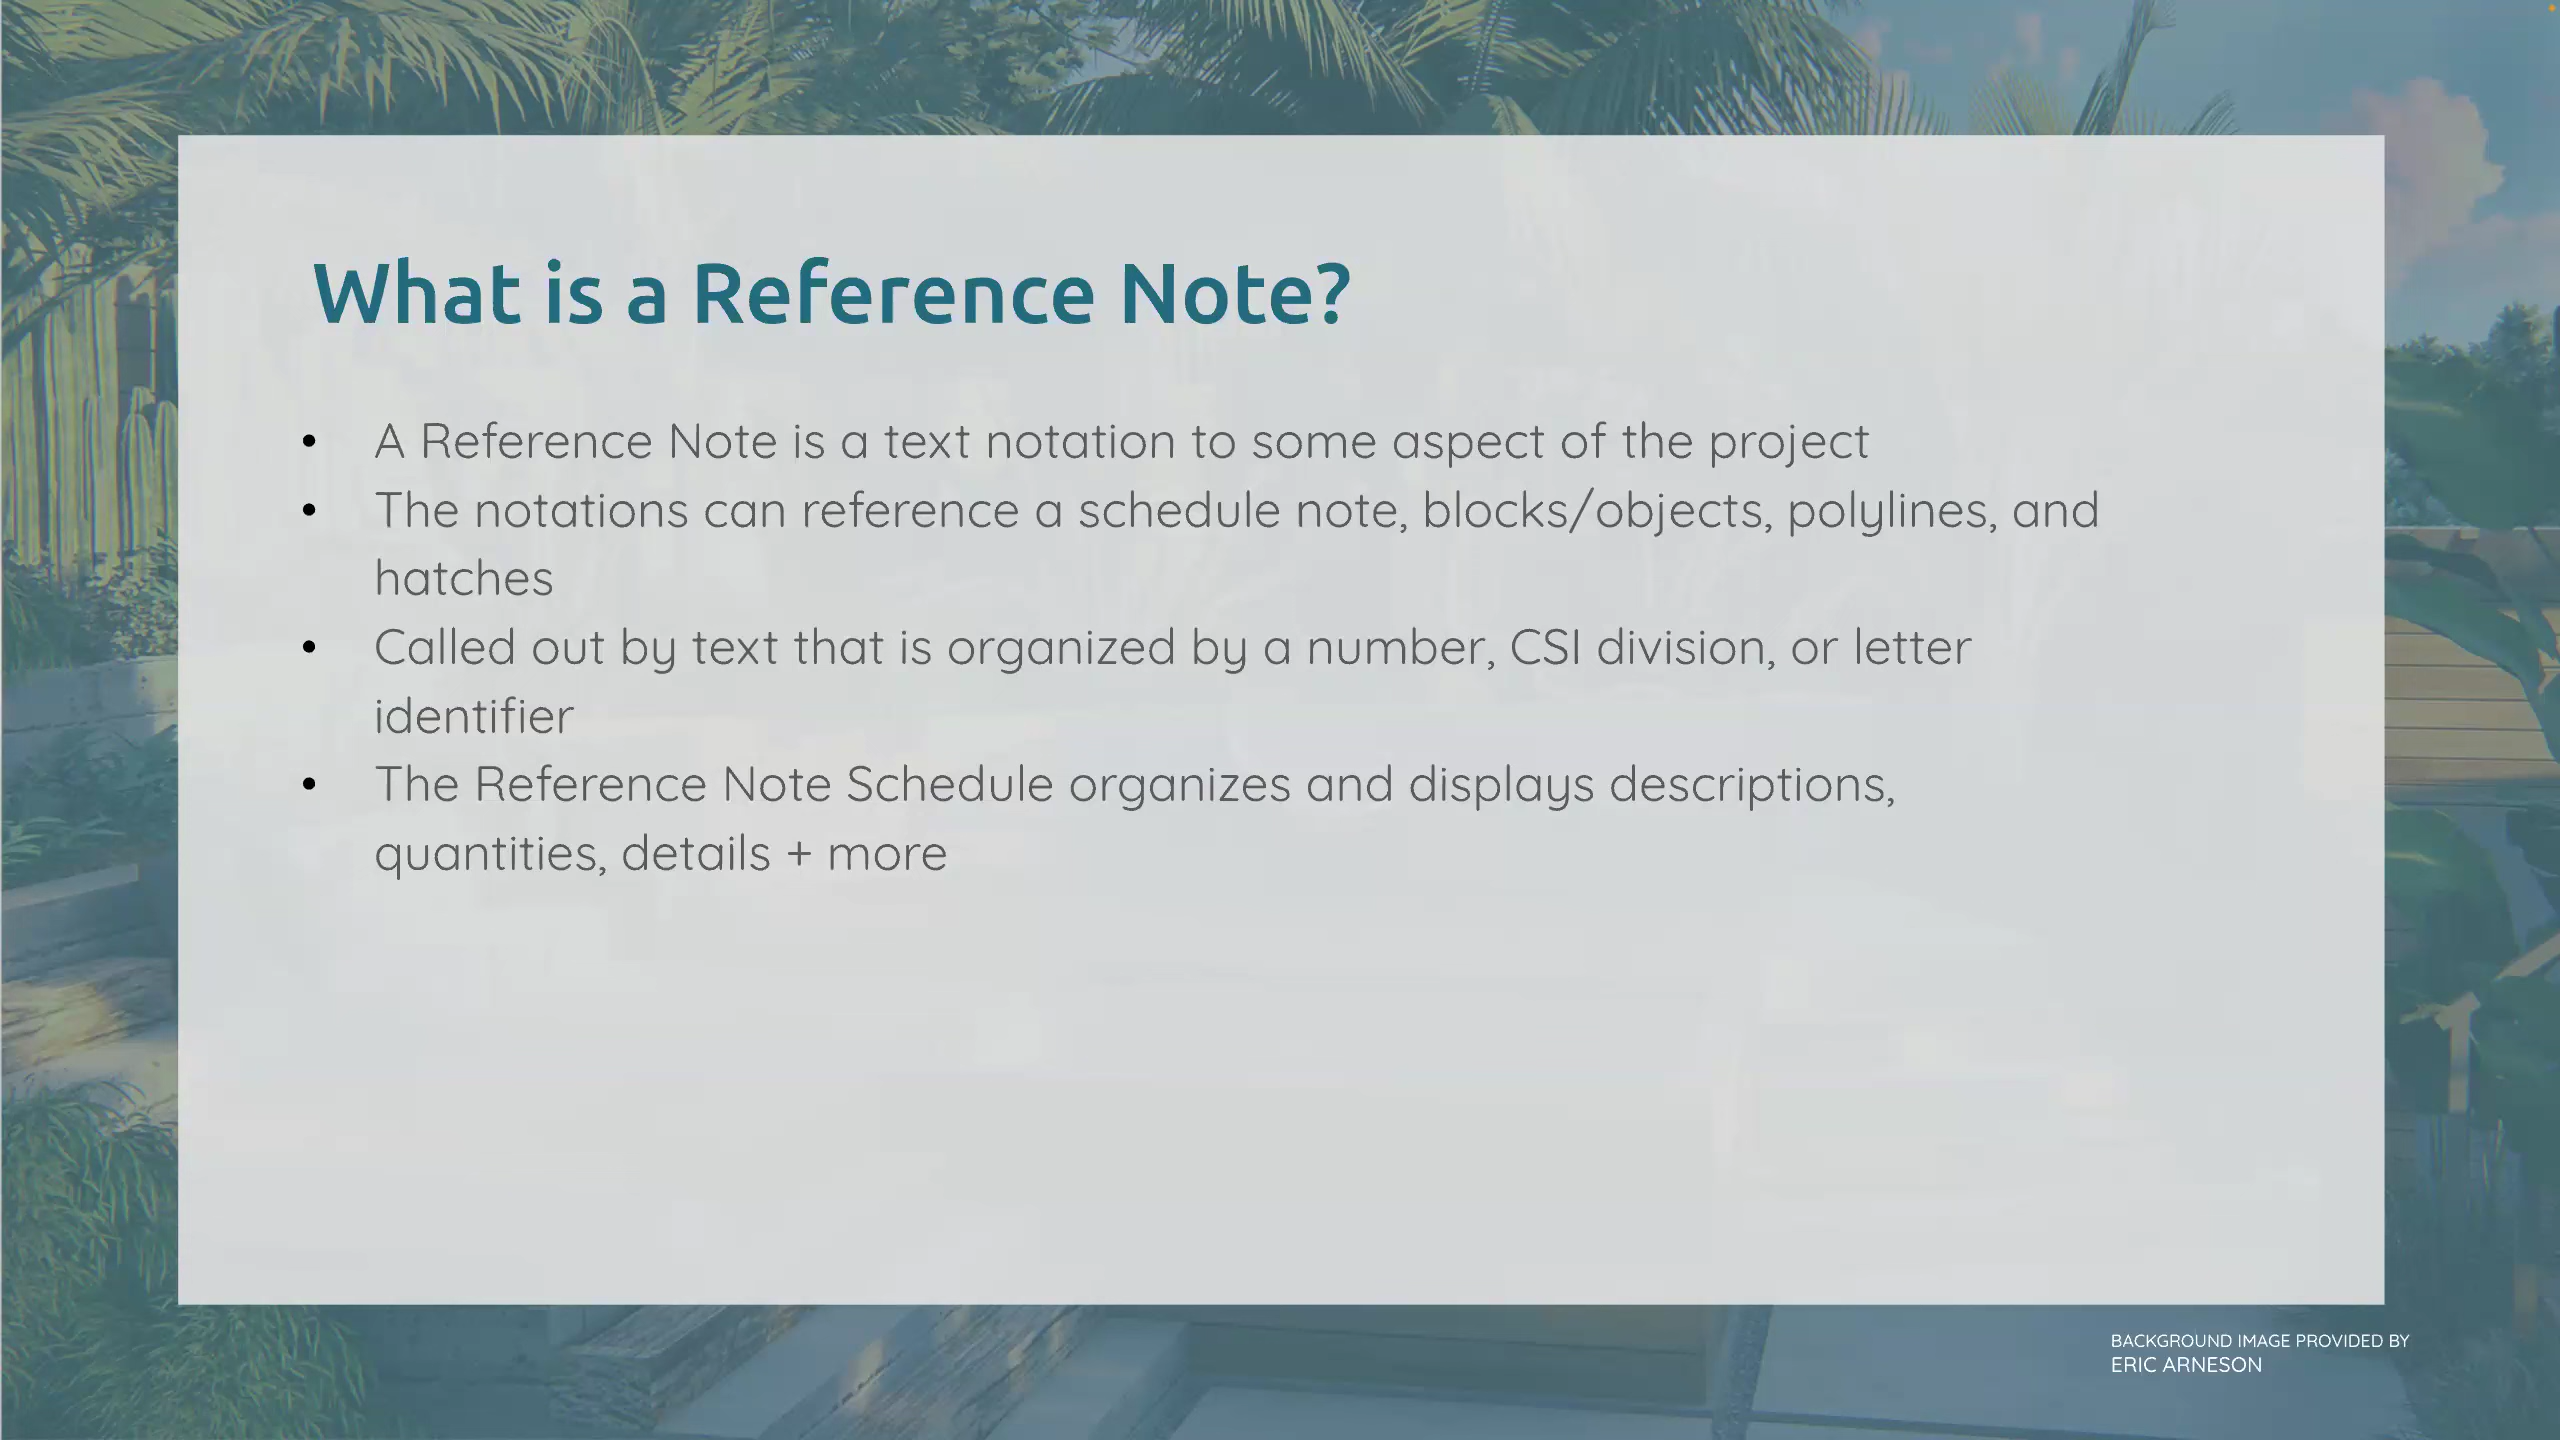 What is a Reference Note?
• A Reference Note is a text notation to some aspect of the project
• The notations can reference a schedule note, blocks/objects, polylines, and
hatches
• Called out by text that is organized by a number, CSI division, or letter
identifier
• The Reference Note Schedule organizes and displays descriptions,
quantities, details + more
BACKGROUND IMAGE PROVIDED BY
ERIC ARNESON